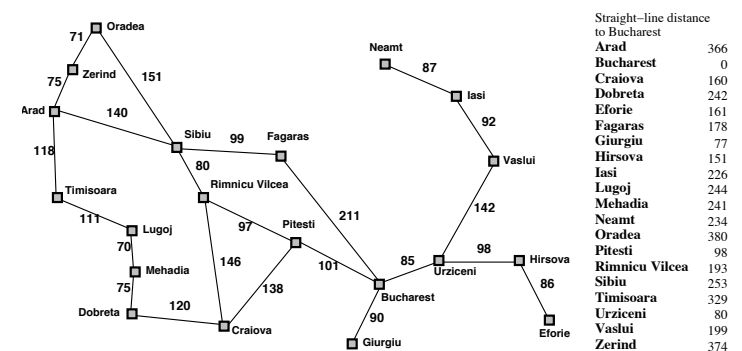 Straight–line distance
to Bucharest
Arad 366
Bucharest 0
Craiova 160
Dobreta 242
Eforie 161
Fagaras 178
Giurgiu 77
Hirsova 151
Iasi 226
Lugoj 244
Mehadia 241
Neamt 234
Oradea 380
Pitesti 98
Rimnicu Vilcea 193
Sibiu 253
Timisoara 329
Urziceni 80
Vaslui 199
Zerind 374
Oradea
71
Neamt
87
Zerind
75
151
Iasi
Arad
140
92
Sibiu
99
Fagaras
118
80
Vaslui
Timisoara
Rimnicu Vilcea
111
211
142
Lugoj
97
Pitesti
70
98
Hirsova
146
101
85
Urziceni
Mehadia
75
138
86
Bucharest
120
Dobreta
90
Craiova
Eforie
Giurgiu